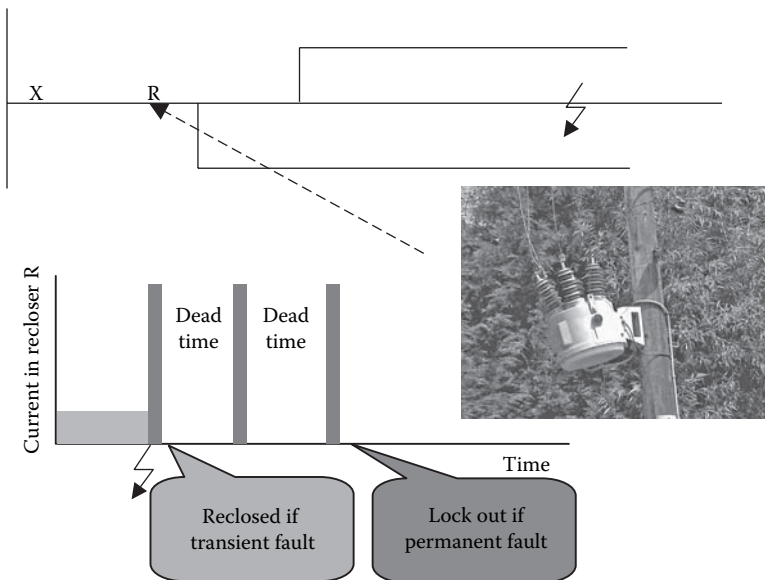 X
R
Current in recloser R
Dead
time
Dead
time
Time
Reclosed if
transient fault
Lock out if
permanent fault